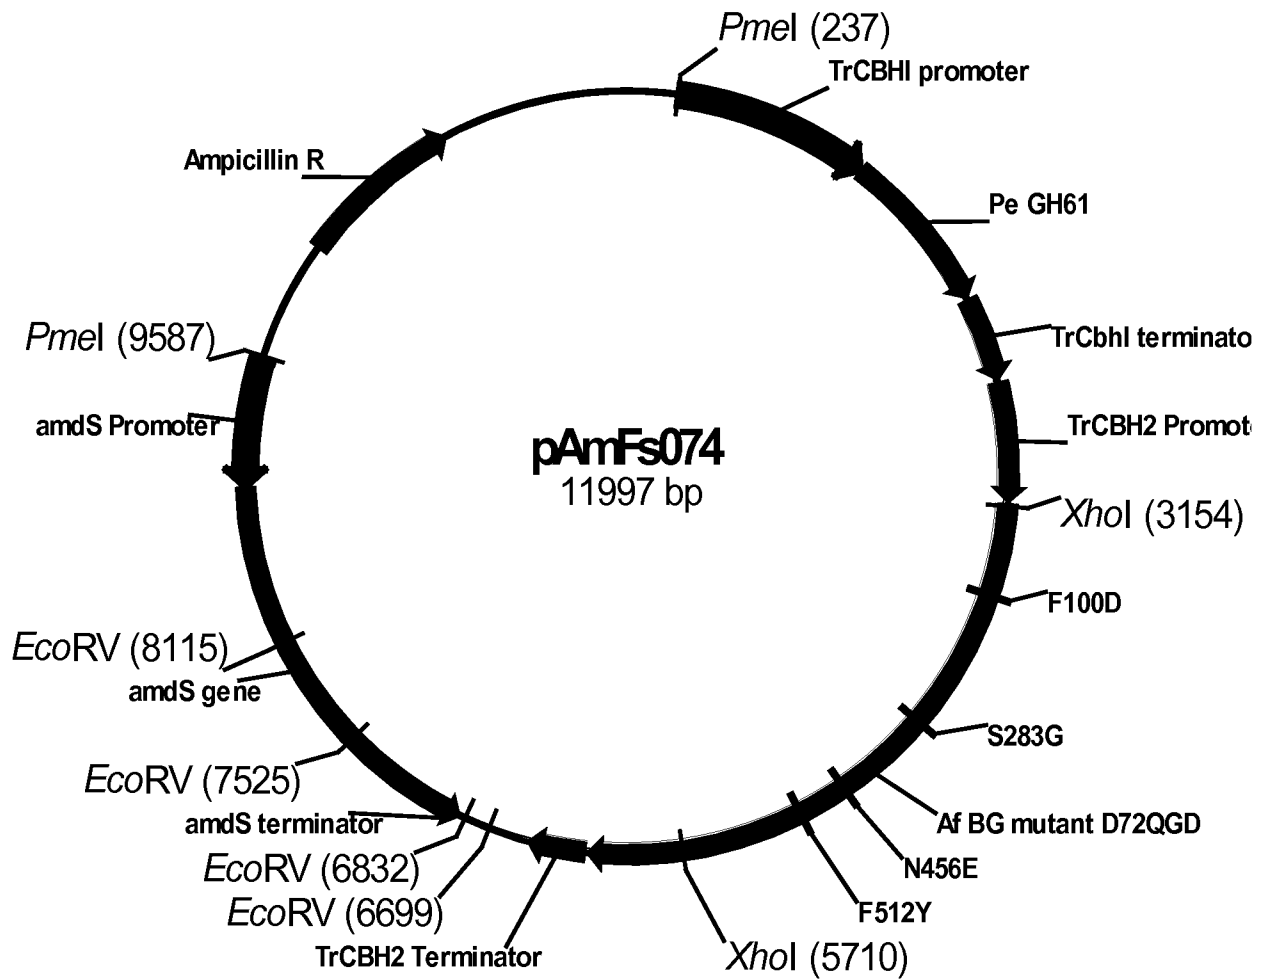 PmeI (237)
TrCBHI promoter
Ampicillin R
Pe GH61
PmeI (9587)
TrCbhI terminato
amdS Promoter
TrCBH2 Promot
pAmFs074
11997 bp
XhoI (3154)
F100D
EcoRV (8115)
amdS gene
S283G
EcoRV (7525)
amdS terminator
Af BG mutant D72QGD
EcoRV (6832)
N456E
EcoRV (6699)
F512Y
TrCBH2 Terminator
XhoI (5710)